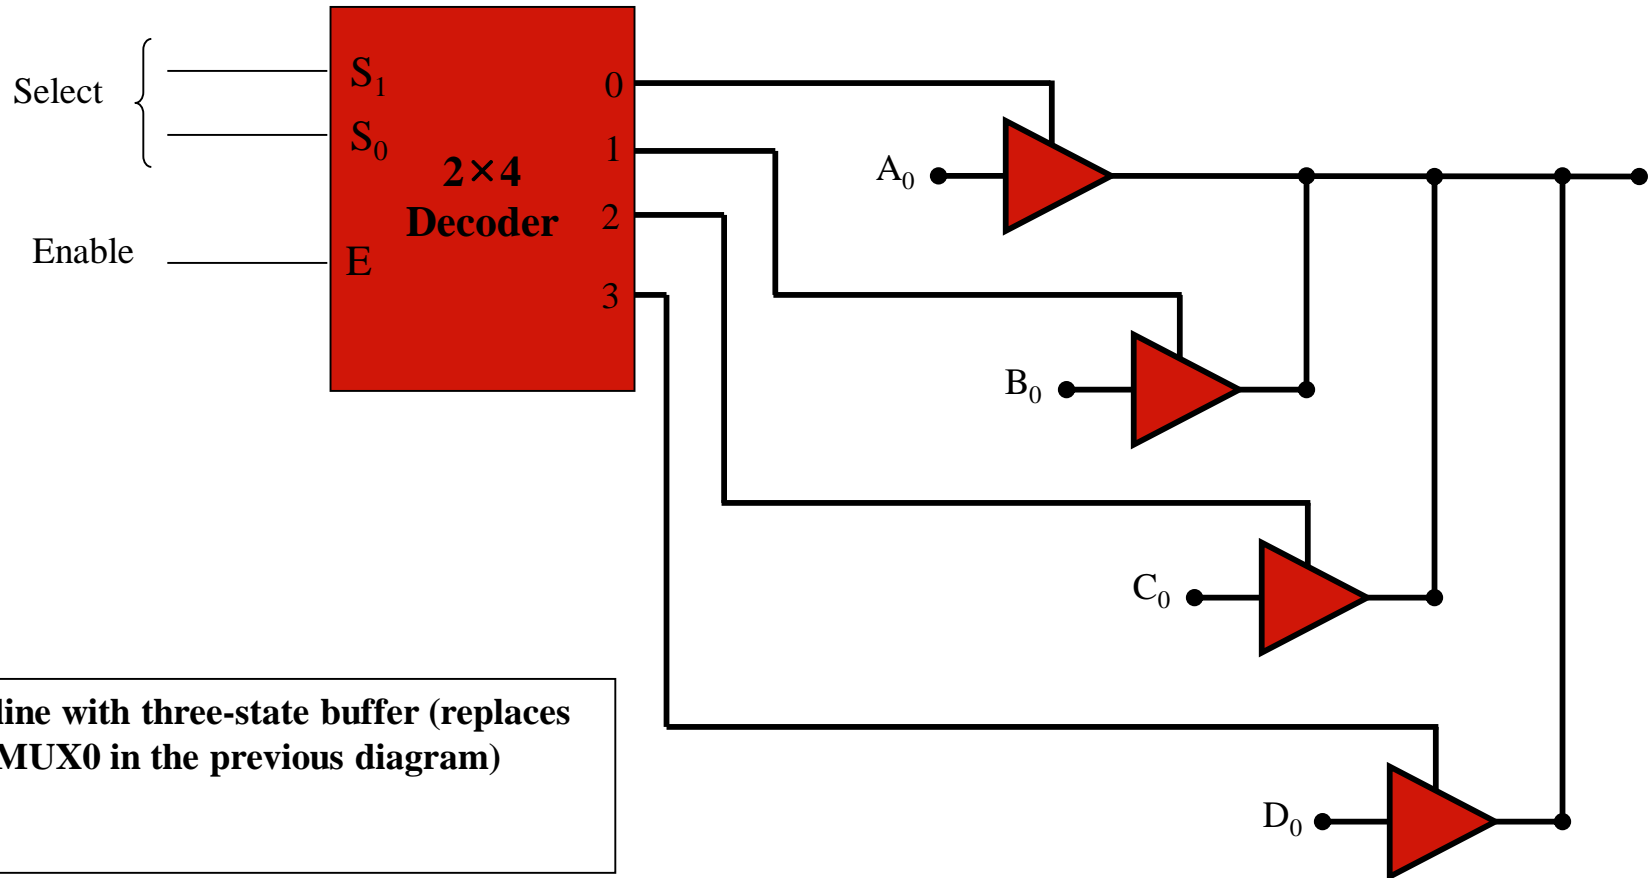 Select
S₁
S₀
Enable
E
2×4
Decoder
0
1
2
3
A₀
B₀
C₀
D₀
line with three-state buffer (replaces
MUX0 in the previous diagram)